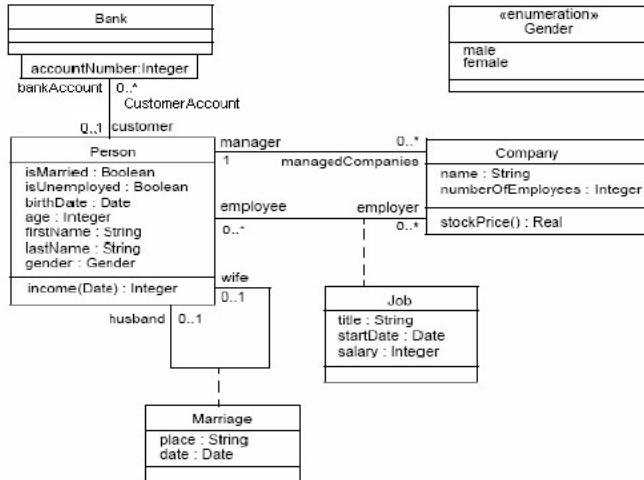 Bank
accountNumber:Integer
bankAccount 0..*
CustomerAccount
0..1 customer
«enumeration»
Gender
male
female
Person
isMarried : Boolean
isUnemployed : Boolean
birthDate : Date
age : Integer
firstName : String
lastName : String
gender : Gender
income(Date) : Integer
manager 0..*
1 managedCompanies
employee employer
0..* 0..*
Company
name : String
numberOfEmployees : Integer
stockPrice() : Real
wife
0..1
husband 0..1
Job
title : String
startDate : Date
salary : Integer
Marriage
place : String
date : Date